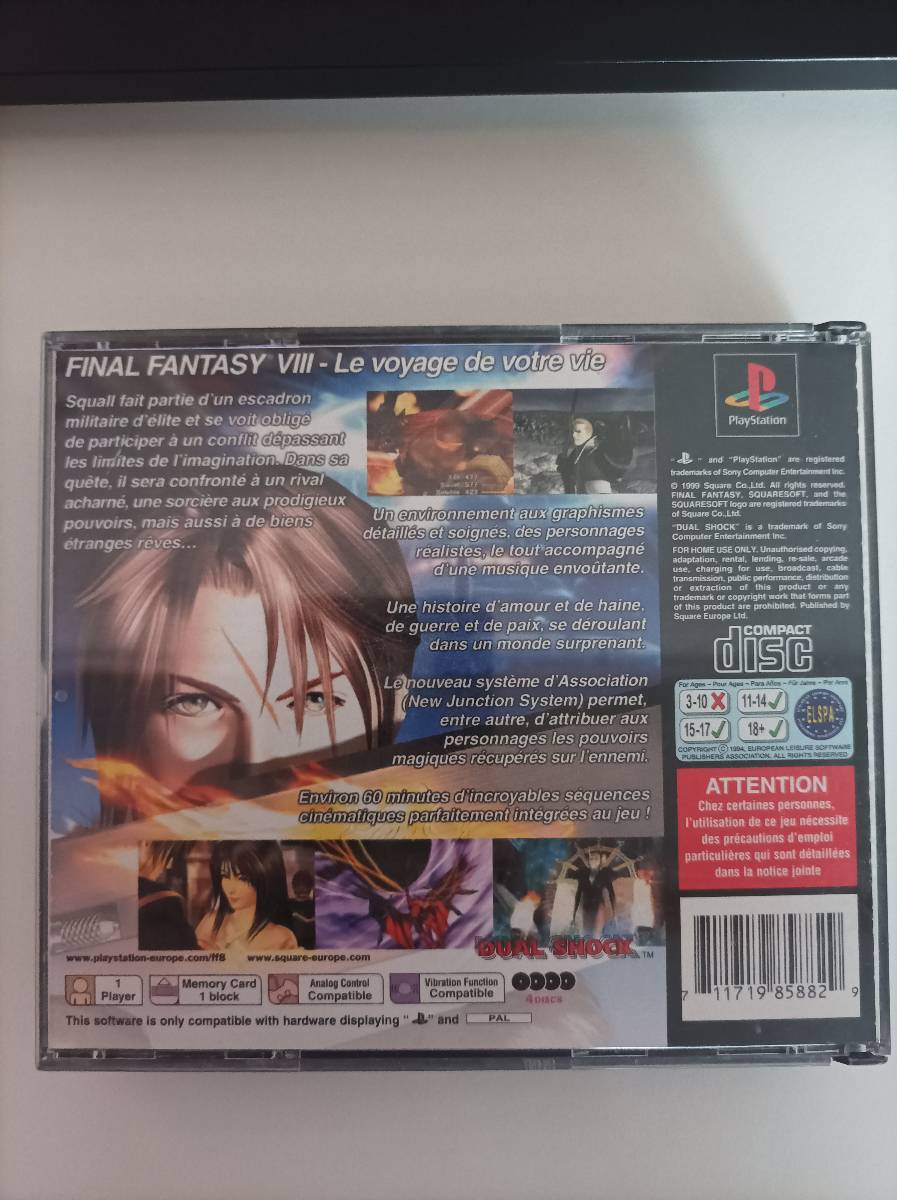 FINAL FANTASY VIII - Le voyage de votre vie
Squall fait partie d'un escadron
militaire d'élite et se voit obligé
de participer à un conflit dépassant
les limites de l'imagination. Dans sa
quête, il sera confronté à un rival
acharné, une sorcière aux prodigieux
pouvoirs, mais aussi à de biens
étranges rêves...
Un environnement aux graphismes
détaillés et soignés, des personnages
réalistes, le tout accompagné
d'une musique envoûtante.
Une histoire d'amour et de haine,
de guerre et de paix, se déroulant
dans un monde surprenant.
Le nouveau système d'Association
(New Junction System) permet,
entre autre, d'attribuer aux
personnages les pouvoirs
magiques récupérés sur l'ennemi.
Environ 60 minutes d'incroyables séquences
cinématiques parfaitement intégrées au jeu !
DUAL SHOCK™
www.playstation-europe.com/ff8 www.square-europe.com
1
Player
Memory Card
1 block
Analog Control
Compatible
Vibration Function
Compatible
4 DISCS
This software is only compatible with hardware displaying " " and PAL
PlayStation
" " and "PlayStation" are registered
trademarks of Sony Computer Entertainment Inc.
© 1999 Square Co.,Ltd. All rights reserved.
FINAL FANTASY, SQUARESOFT, and the
SQUARESOFT logo are registered trademarks
of Square Co.,Ltd.
"DUAL SHOCK" is a trademark of Sony
Computer Entertainment Inc.
FOR HOME USE ONLY. Unauthorised copying,
adaptation, rental, lending, re-sale, arcade
use, charging for use, broadcast, cable
transmission, public performance, distribution
or extraction of this product or any
trademark or copyright work that forms part
of this product are prohibited. Published by
Square Europe Ltd.
COMPACT
disc
For Ages - Pour Ages - Para Años - Für Jahre - Per Anni
3-10 11-14
15-17 18+
ELSPA
COPYRIGHT © 1994, EUROPEAN LEISURE SOFTWARE
PUBLISHERS ASSOCIATION. ALL RIGHTS RESERVED
ATTENTION
Chez certaines personnes,
l'utilisation de ce jeu nécessite
des précautions d'emploi
particulières qui sont détaillées
dans la notice jointe
7 11719 85882 9